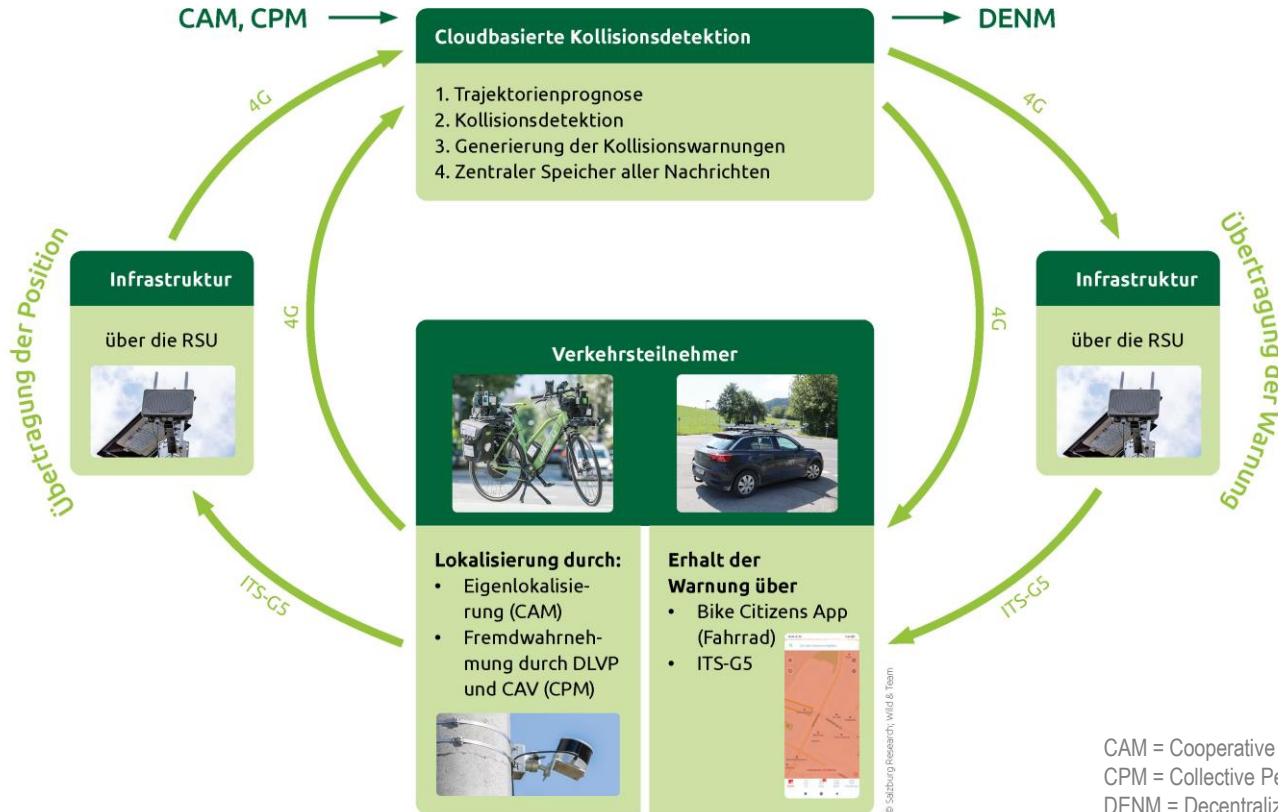 CAM, CPM
DENM
Cloudbasierte Kollisionsdetektion
1. Trajektorienprognose
2. Kollisionsdetektion
3. Generierung der Kollisionswarnungen
4. Zentraler Speicher aller Nachrichten
4G
4G
4G
4G
Übertragung der Position
Infrastruktur
über die RSU
Übertragung der Warnung
Infrastruktur
über die RSU
Verkehrsteilnehmer
Lokalisierung durch:
• Eigenlokalisie-
rung (CAM)
• Fremdwahrneh-
mung durch DLVP
und CAV (CPM)
Erhalt der
Warnung über
• Bike Citizens App
(Fahrrad)
• ITS-G5
ITS-G5
ITS-G5
© Salzburg Research; Wild & Team
CAM = Cooperative
CPM = Collective Pe
DENM = Decentraliz